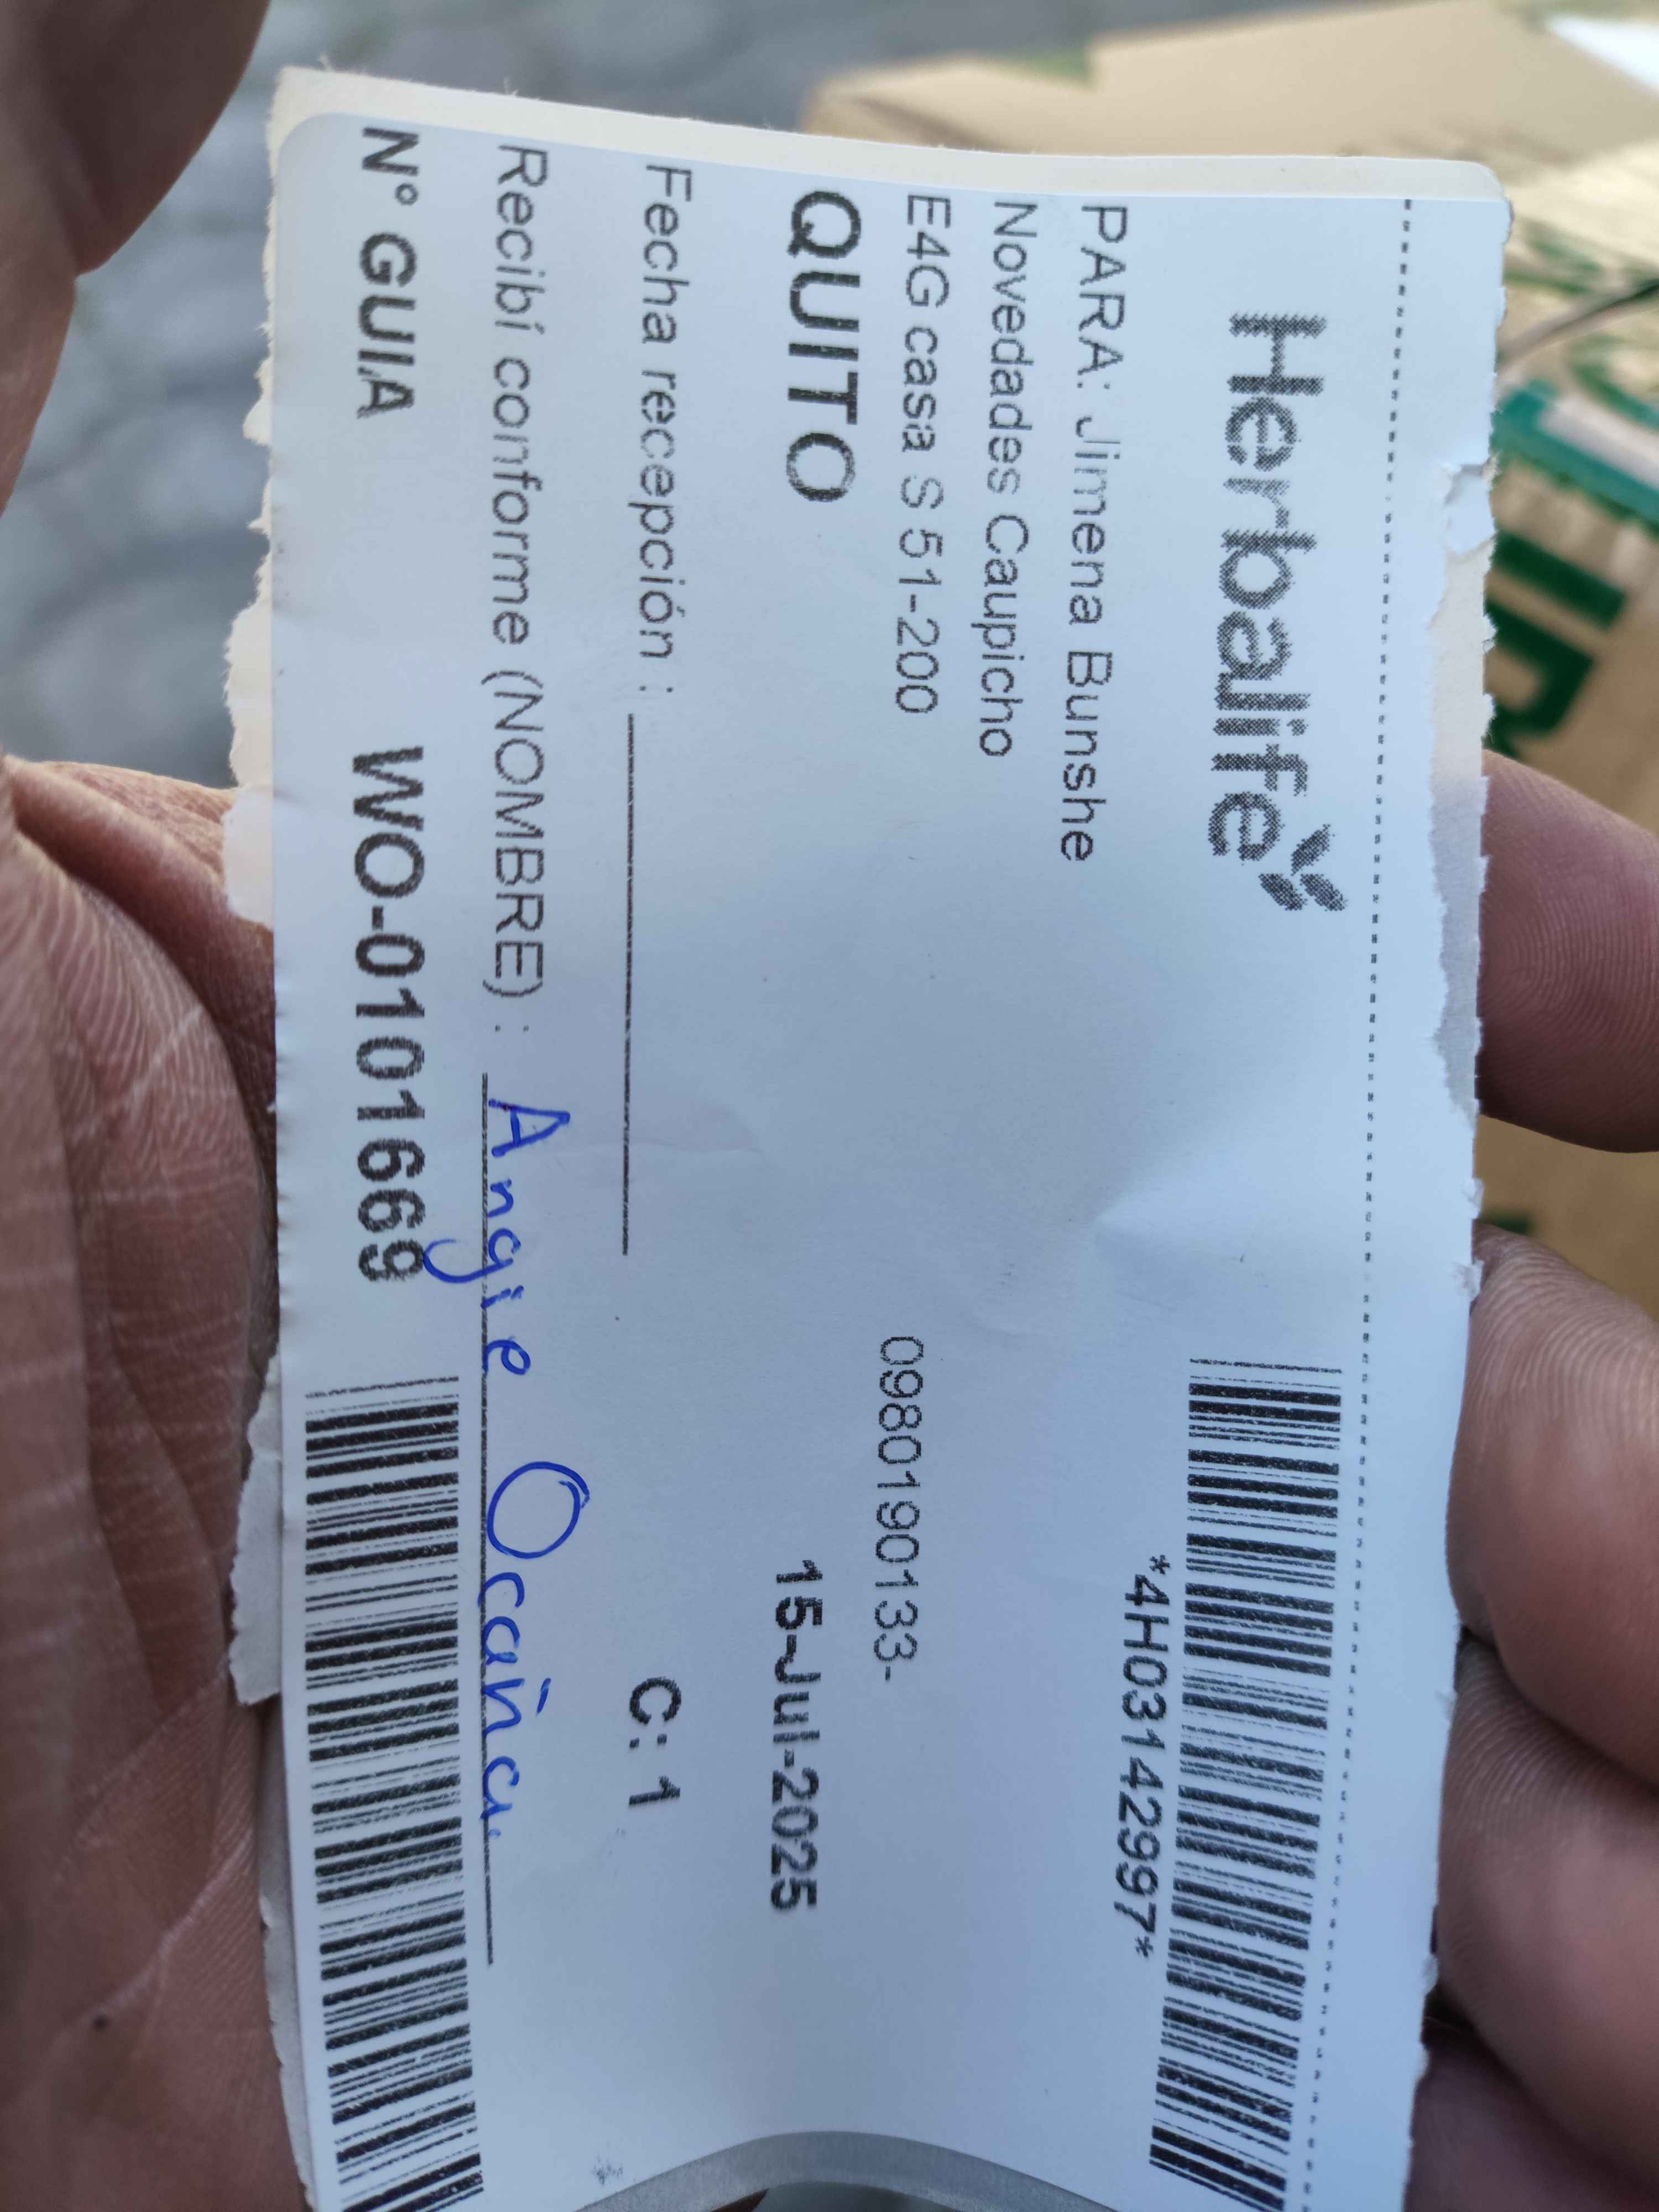 Herbalife
*4H03142997*
PARA: Jimena Bunshe
Novedades Caupicho
E4G casa S 51-200
0980190133-
QUITO
15-Jul-2025
Fecha recepción :
C: 1
Recibí conforme (NOMBRE) : Angie Ocaña
N° GUIA WO-0101669